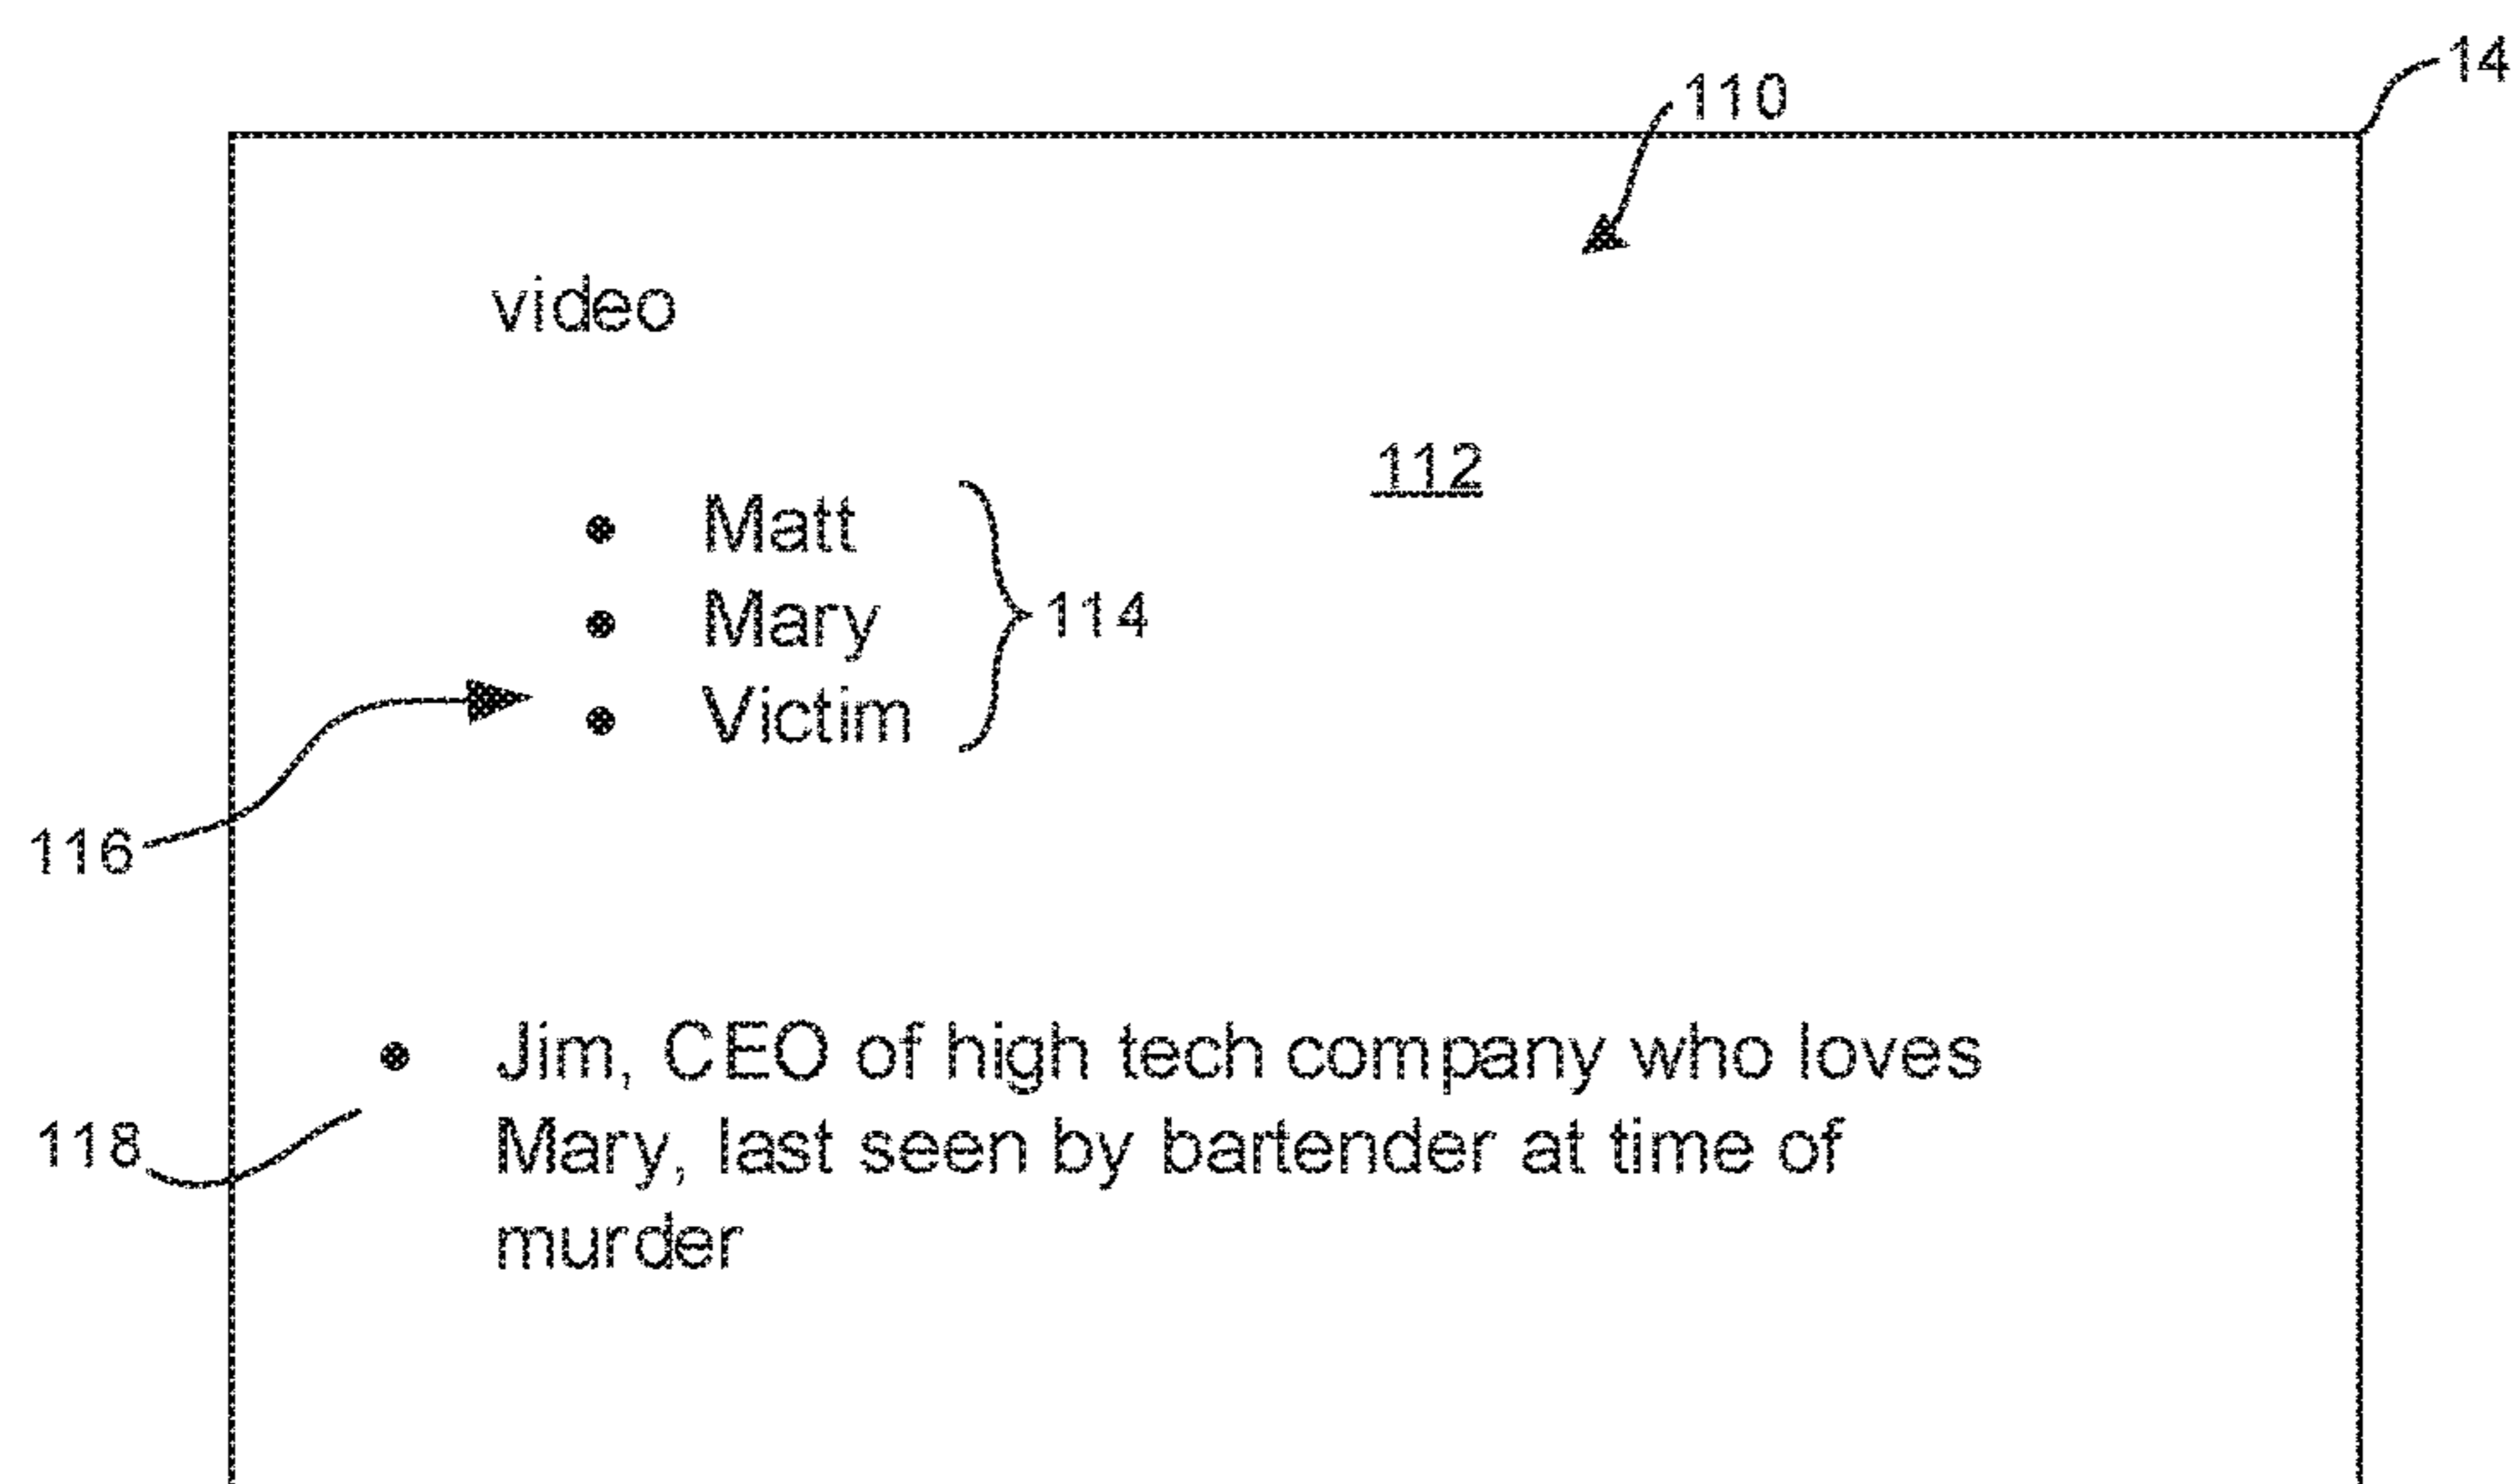 14
110
video
112
• Matt
• Mary
114
• Victim
116
• Jim, CEO of high tech company who loves
118
Mary, last seen by bartender at time of
murder